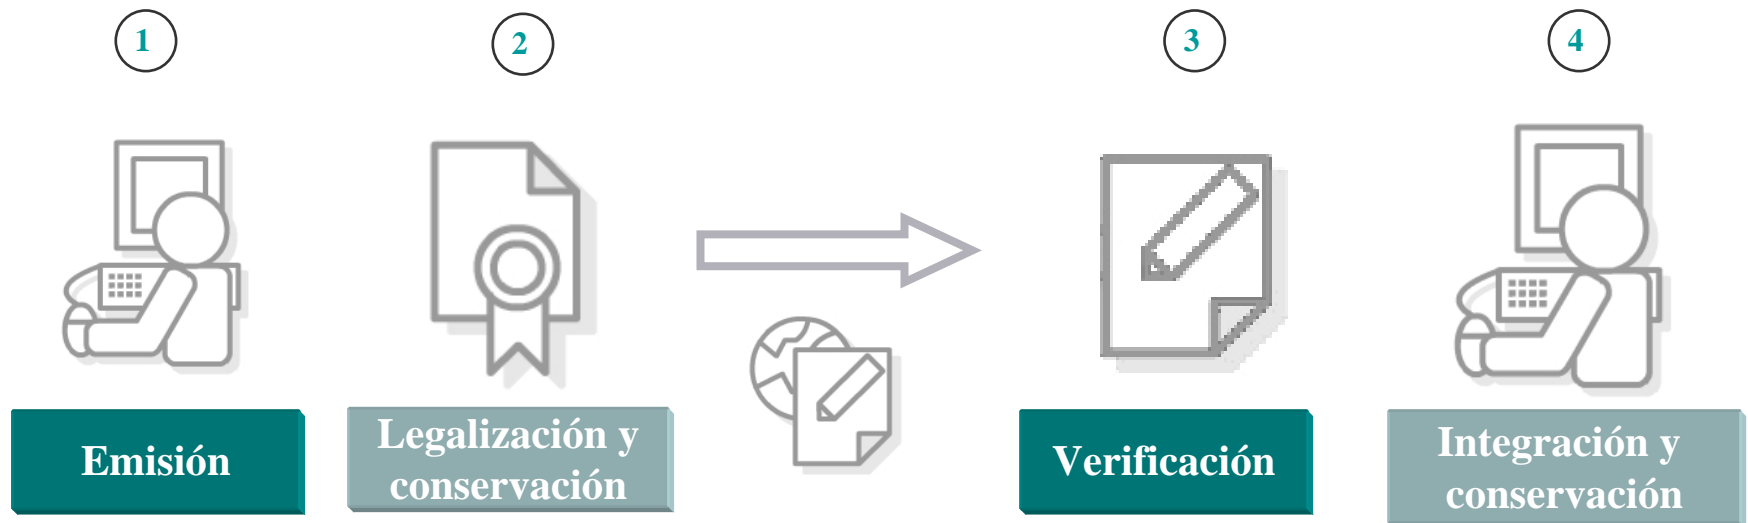 1
2
3
4
Emisión
Legalización y
conservación
Verificación
Integración y
conservación